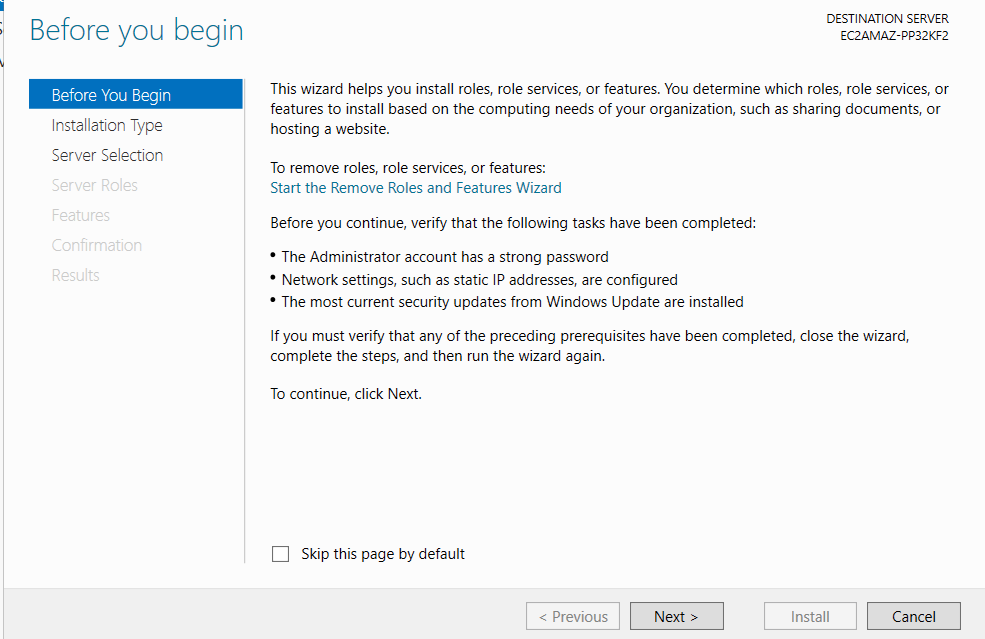 Before you begin
DESTINATION SERVER
EC2AMAZ-PP32KF2
Before You Begin
Installation Type
Server Selection
Server Roles
Features
Confirmation
Results
This wizard helps you install roles, role services, or features. You determine which roles, role services, or
features to install based on the computing needs of your organization, such as sharing documents, or
hosting a website.
To remove roles, role services, or features:
Start the Remove Roles and Features Wizard
Before you continue, verify that the following tasks have been completed:
• The Administrator account has a strong password
• Network settings, such as static IP addresses, are configured
• The most current security updates from Windows Update are installed
If you must verify that any of the preceding prerequisites have been completed, close the wizard,
complete the steps, and then run the wizard again.
To continue, click Next.
Skip this page by default
< Previous
Next >
Install
Cancel